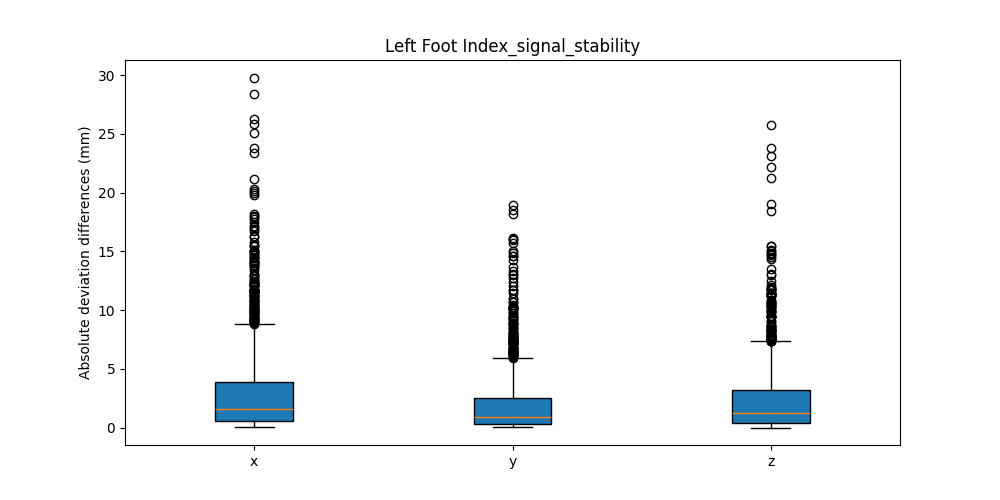 Left Foot Index_signal_stability
Absolute deviation differences (mm)
30
25
20
15
10
5
0
x y z